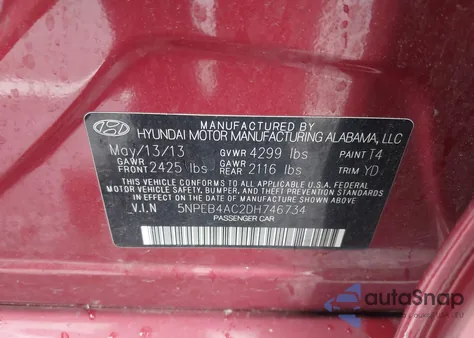 MANUFACTURED BY
HYUNDAI MOTOR MANUFACTURING ALABAMA, LLC
May/13/13 GVWR 4299 lbs PAINT T4
GAWR FRONT 2425 lbs GAWR REAR 2116 lbs TRIM YD
THIS VEHICLE CONFORMS TO ALL APPLICABLE FEDERAL
MOTOR VEHICLE SAFETY, BUMPER, AND THEFT PREVENTION STANDARDS
IN EFFECT ON THE DATE OF MANUFACTURE SHOWN ABOVE.
V.I.N 5NPEB4AC2DH746734
PASSENGER CAR
autoSnap